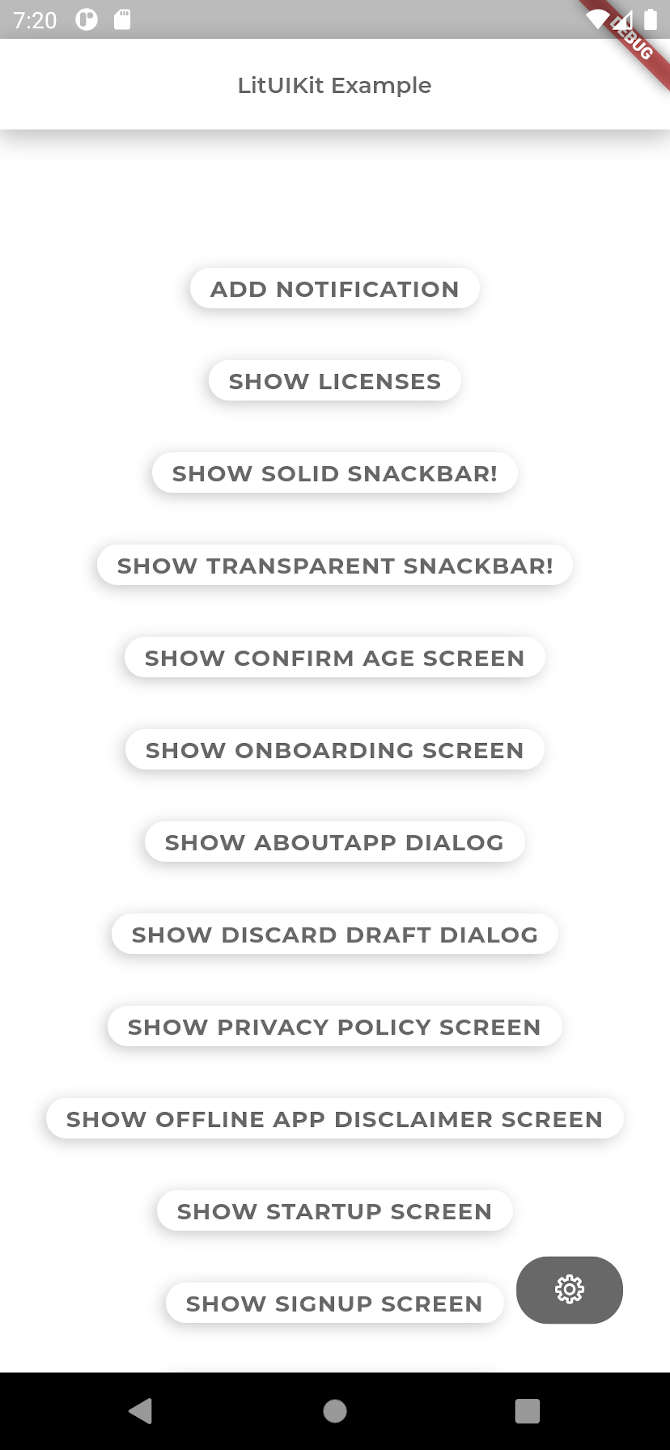 7:20
DEBUG
LitUIKit Example
ADD NOTIFICATION
SHOW LICENSES
SHOW SOLID SNACKBAR!
SHOW TRANSPARENT SNACKBAR!
SHOW CONFIRM AGE SCREEN
SHOW ONBOARDING SCREEN
SHOW ABOUTAPP DIALOG
SHOW DISCARD DRAFT DIALOG
SHOW PRIVACY POLICY SCREEN
SHOW OFFLINE APP DISCLAIMER SCREEN
SHOW STARTUP SCREEN
SHOW SIGNUP SCREEN